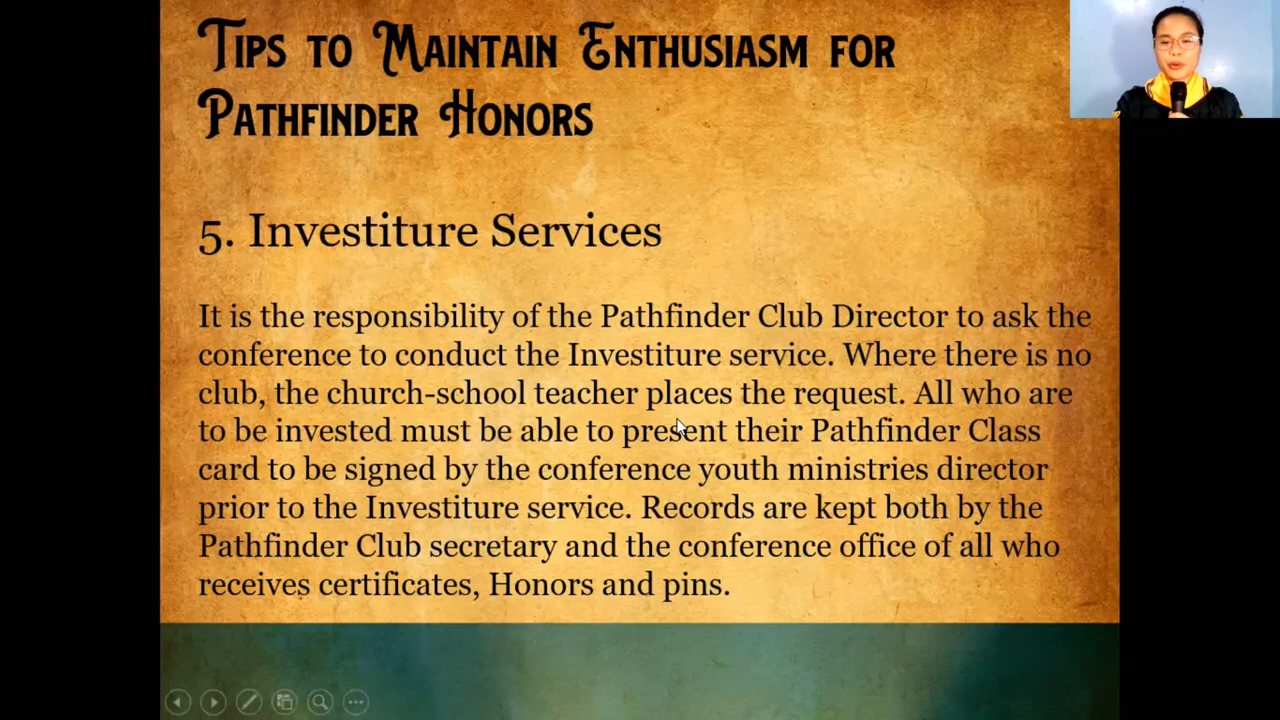 Tips to Maintain Enthusiasm for
Pathfinder Honors
5. Investiture Services
It is the responsibility of the Pathfinder Club Director to ask the
conference to conduct the Investiture service. Where there is no
club, the church-school teacher places the request. All who are
to be invested must be able to present their Pathfinder Class
card to be signed by the conference youth ministries director
prior to the Investiture service. Records are kept both by the
Pathfinder Club secretary and the conference office of all who
receives certificates, Honors and pins.